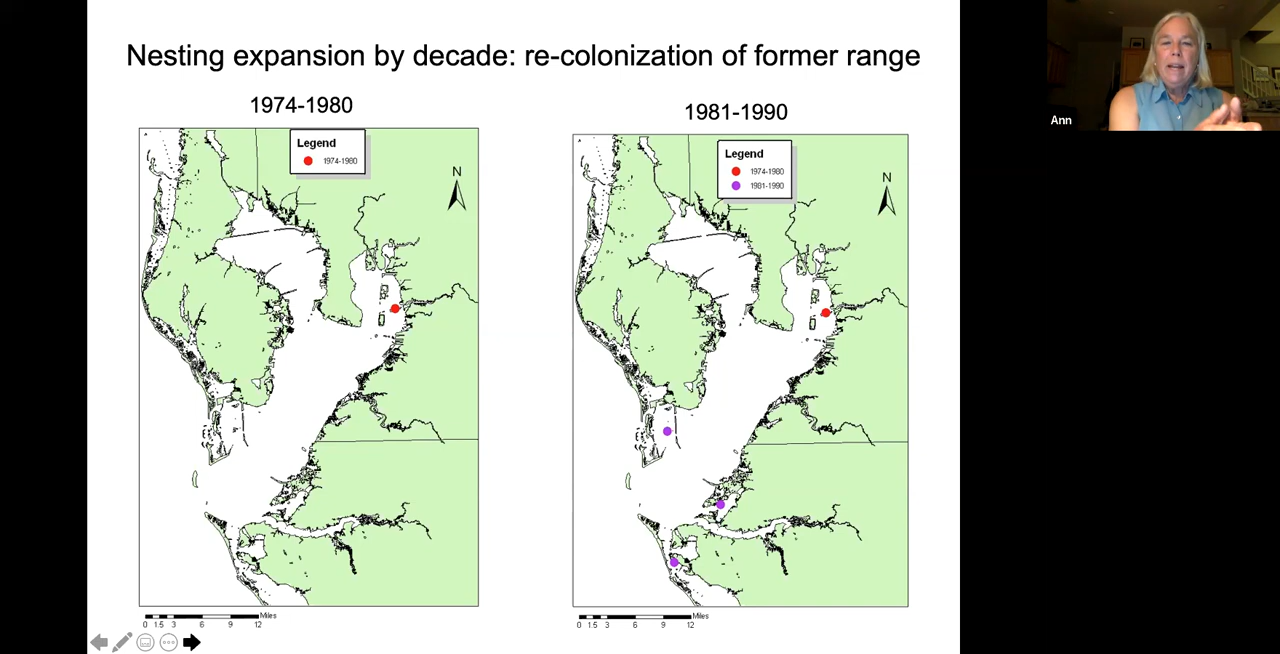 Nesting expansion by decade: re-colonization of former range
1974-1980
Legend
1974-1980
N
0 1.5 3 6 9 12 Miles
1981-1990
Legend
1974-1980
1981-1990
N
0 1.5 3 6 9 12 Miles
Ann